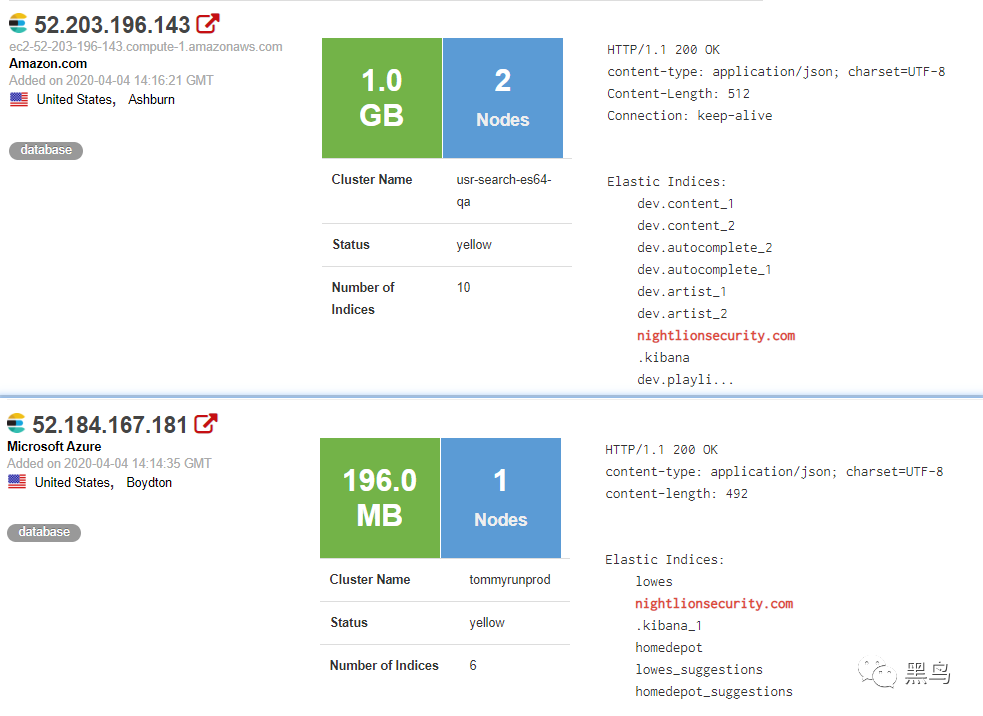 52.203.196.143
ec2-52-203-196-143.compute-1.amazonaws.com
Amazon.com
Added on 2020-04-04 14:16:21 GMT
United States, Ashburn
database
1.0
GB
2
Nodes
Cluster Name usr-search-es64-
qa
Status yellow
Number of 10
Indices
HTTP/1.1 200 OK
content-type: application/json; charset=UTF-8
Content-Length: 512
Connection: keep-alive
Elastic Indices:
dev.content_1
dev.content_2
dev.autocomplete_2
dev.autocomplete_1
dev.artist_1
dev.artist_2
nightlionsecurity.com
.kibana
dev.playli...
52.184.167.181
Microsoft Azure
Added on 2020-04-04 14:14:35 GMT
United States, Boydton
database
196.0
MB
1
Nodes
Cluster Name tommyrunprod
Status yellow
Number of Indices 6
HTTP/1.1 200 OK
content-type: application/json; charset=UTF-8
content-length: 492
Elastic Indices:
lowes
nightlionsecurity.com
.kibana_1
homedepot
lowes_suggestions
homedepot_suggestions
黑鸟